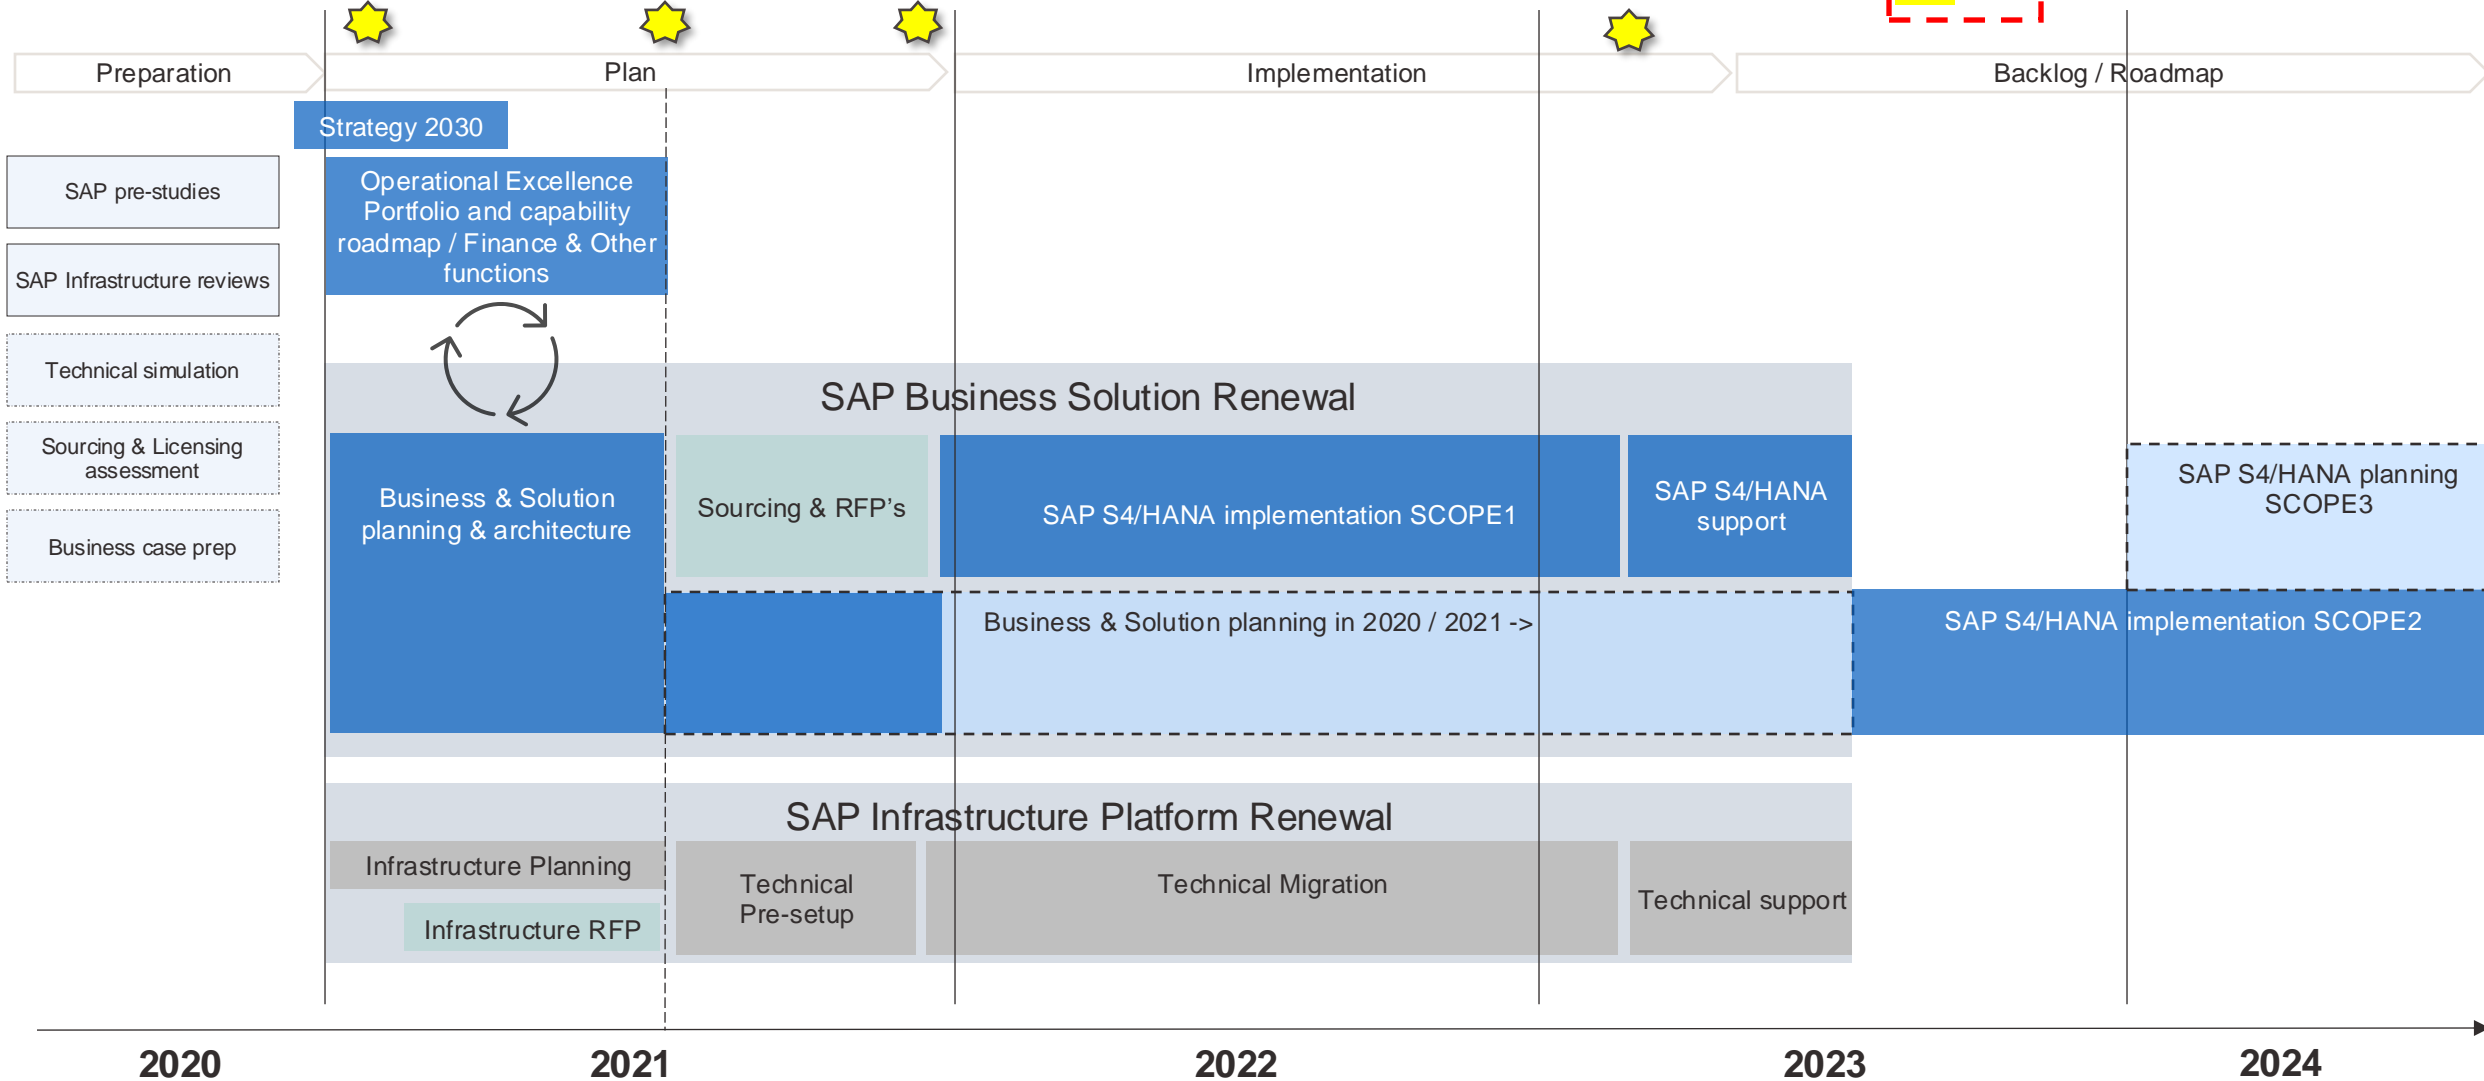 Preparation
Plan
Implementation
Backlog / Roadmap
Strategy 2030
SAP pre-studies
SAP Infrastructure reviews
Technical simulation
Sourcing & Licensing
assessment
Business case prep
Operational Excellence
Portfolio and capability
roadmap / Finance & Other
functions
SAP Business Solution Renewal
Business & Solution
planning & architecture
Sourcing & RFP’s
SAP S4/HANA implementation SCOPE1
SAP S4/HANA
support
SAP S4/HANA planning
SCOPE3
Business & Solution planning in 2020 / 2021 ->
SAP S4/HANA implementation SCOPE2
SAP Infrastructure Platform Renewal
Infrastructure Planning
Infrastructure RFP
Technical
Pre-setup
Technical Migration
Technical support
2020
2021
2022
2023
2024